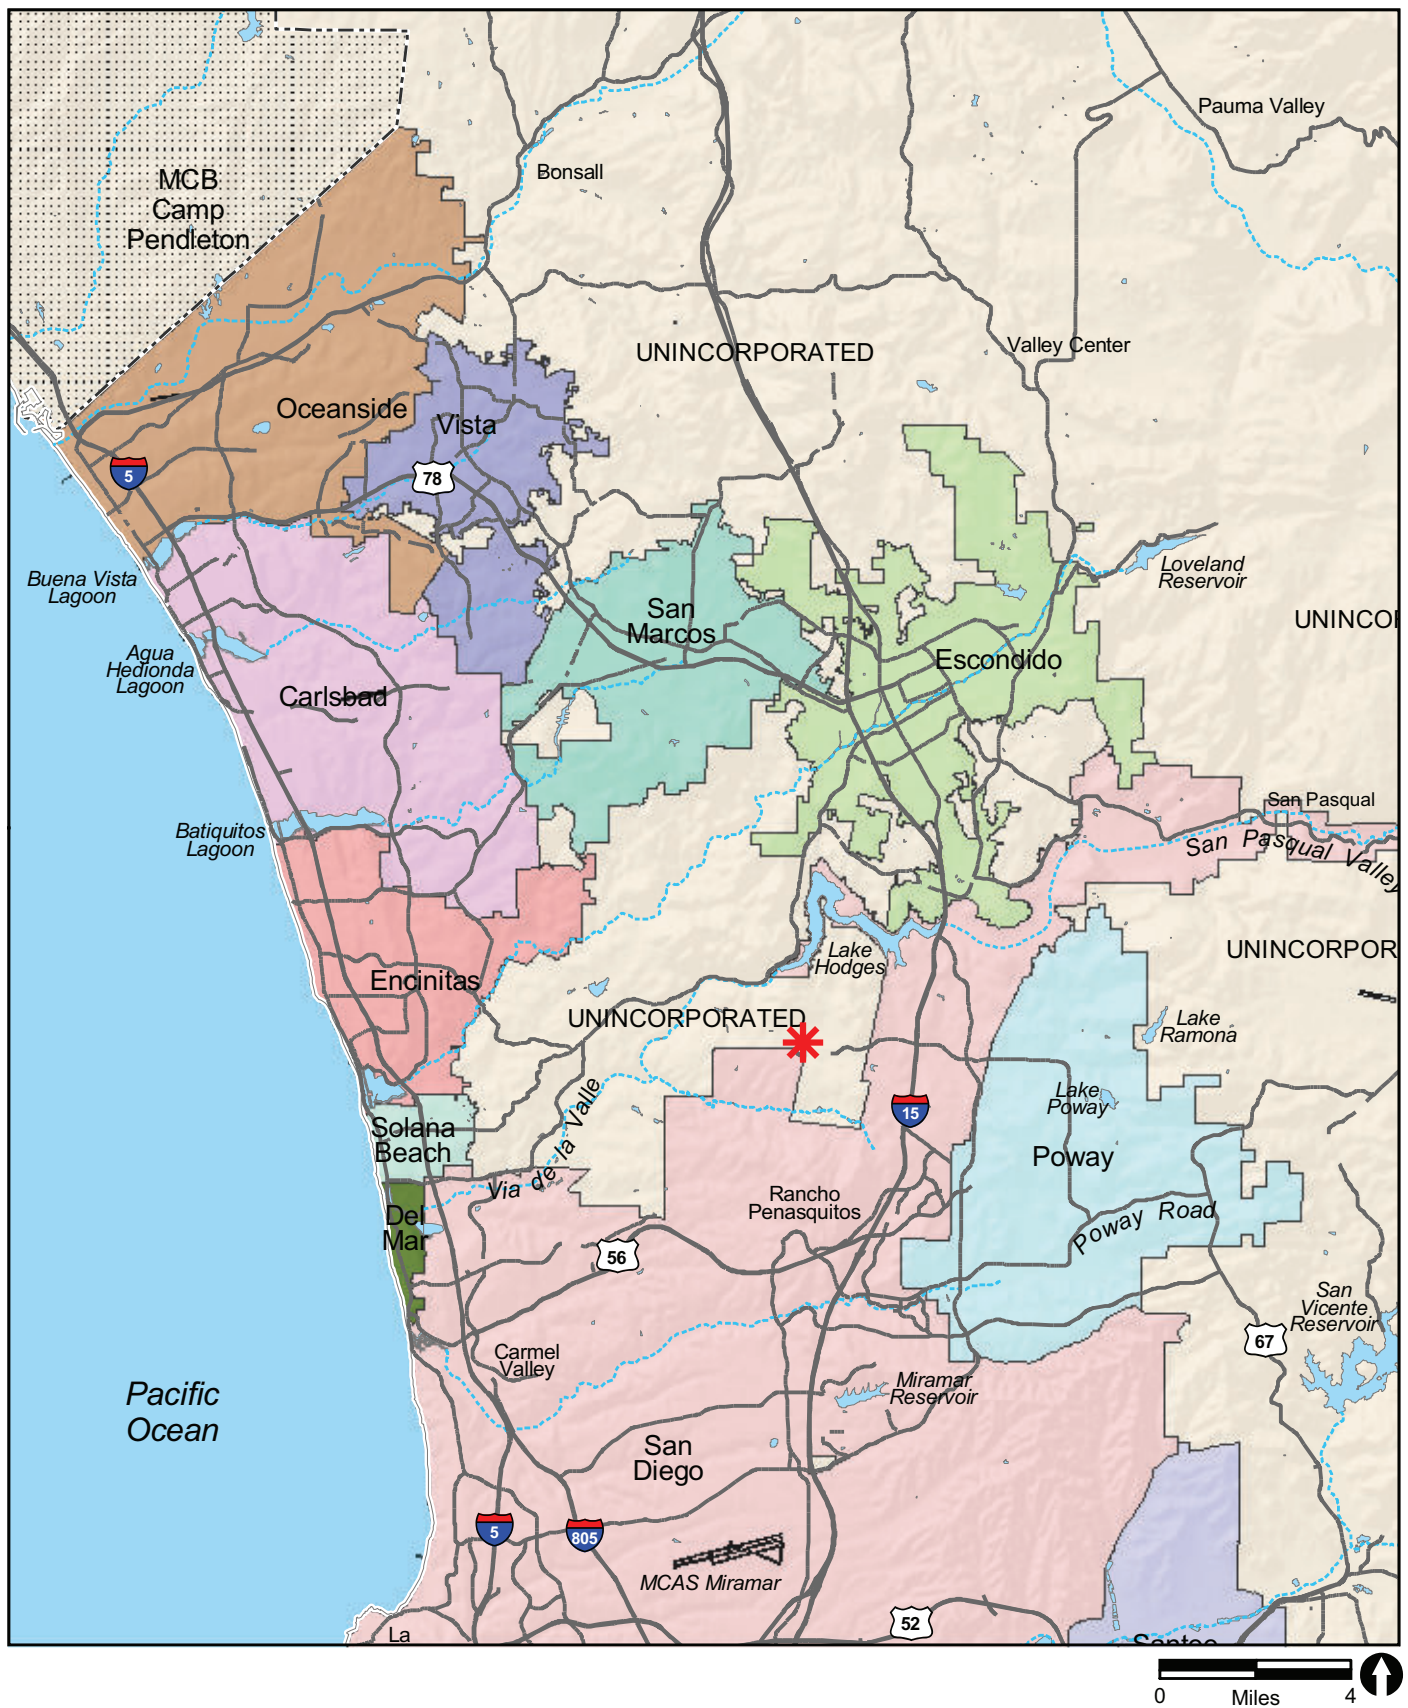 Pauma Valley
Bonsall
MCB
Camp
Pendleton
UNINCORPORATED
Valley Center
Oceanside
Vista
78
5
Buena Vista
Lagoon
Loveland
Reservoir
San
Marcos
UNINCOR
Agua
Hedionda
Lagoon
Escondido
Carlsbad
San Pasqual
Batiquitos
Lagoon
San Pasqual Valley
Lake
Hodges
UNINCORPOR
Encinitas
UNINCORPORATED
Lake
Ramona
Lake
Poway
15
Solana
Beach
Via de la Valle
Poway
Rancho
Penasquitos
Poway Road
Del
Mar
56
San
Vicente
Reservoir
67
Carmel
Valley
Miramar
Reservoir
Pacific
Ocean
San
Diego
5
805
MCAS Miramar
52
La
Santee
0 Miles 4